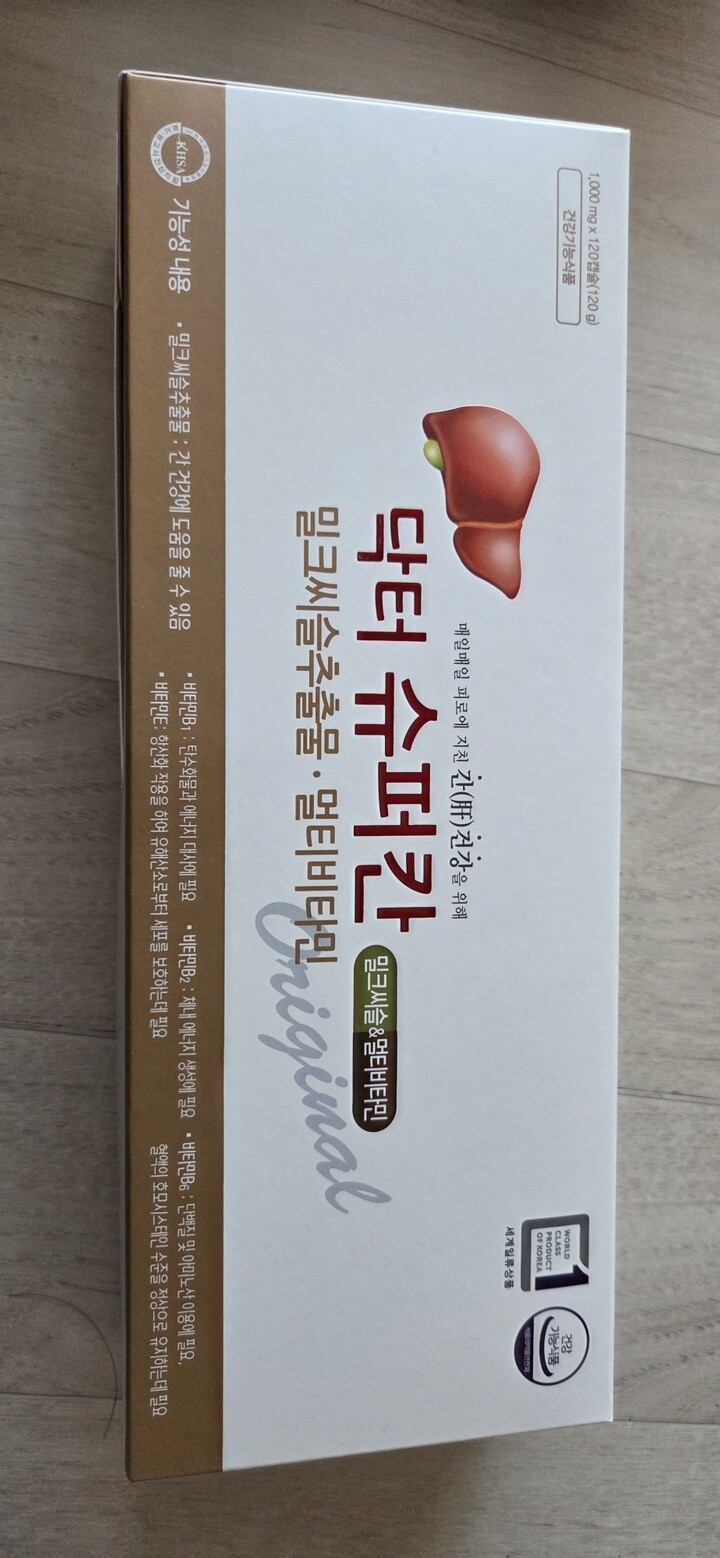 1,000 mg x 120캡슐(120 g)
건강기능식품
매일매일 피로에 지친 간(肝)건강을 위해
닥터 슈퍼칸
밀크씨슬&멀티비타민
밀크씨슬추출물·멀티비타민
Original
WORLD
CLASS
PRODUCT
OF KOREA
1
세계일류상품
건강
기능식품
식품의약품안전처
KHSA
기능성 내용
• 밀크씨슬추출물 : 간 건강에 도움을 줄 수 있음
• 비타민B1 : 탄수화물과 에너지 대사에 필요
• 비타민B2 : 체내 에너지 생성에 필요
• 비타민B6 : 단백질 및 아미노산 이용에 필요,
혈액의 호모시스테인 수준을 정상으로 유지하는데 필요
• 비타민E : 항산화 작용을 하여 유해산소로부터 세포를 보호하는데 필요